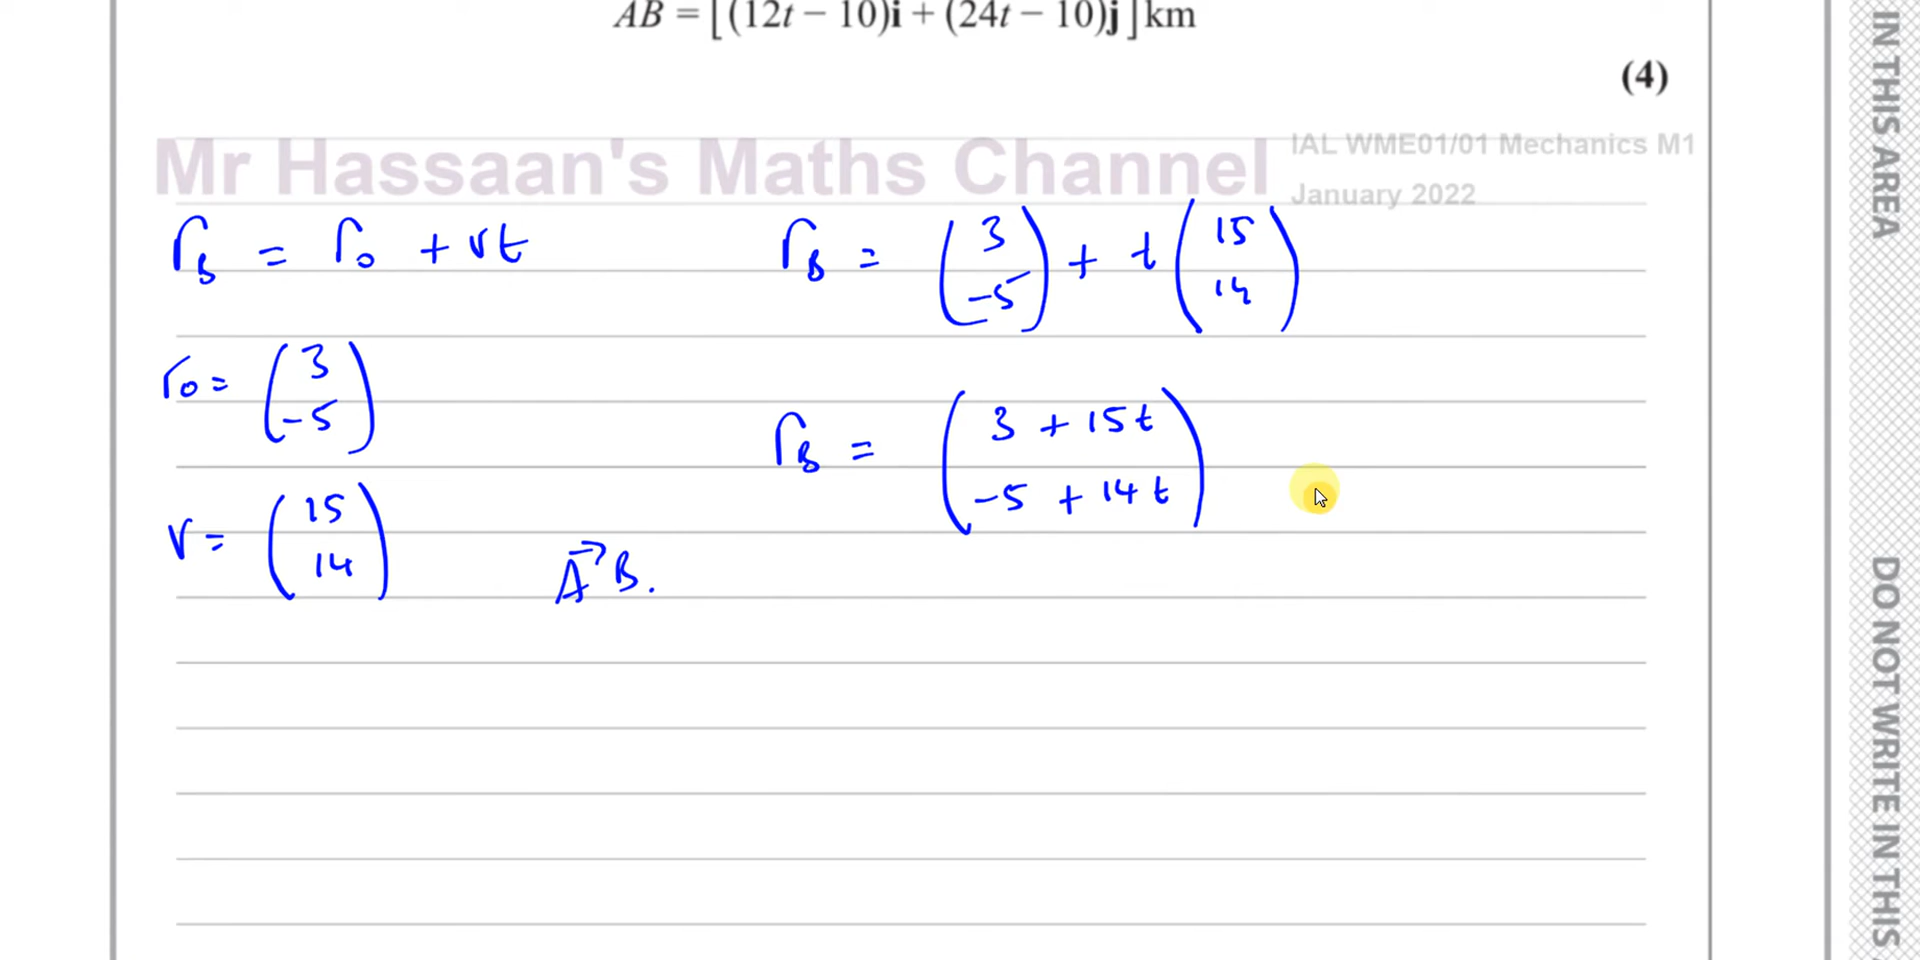 AB = [(12t − 10)i + (24t − 10)j] km
(4)
Mr Hassaan's Maths Channel
IAL WME01/01 Mechanics M1
January 2022
r_B = r_0 + vt
r_B = (3 −5) + t(15 14)
r_0 = (3 −5)
r_B = (3 + 15t −5 + 14t)
v = (15 14)
A⃗B.
IN THIS AREA
DO NOT WRITE IN THIS